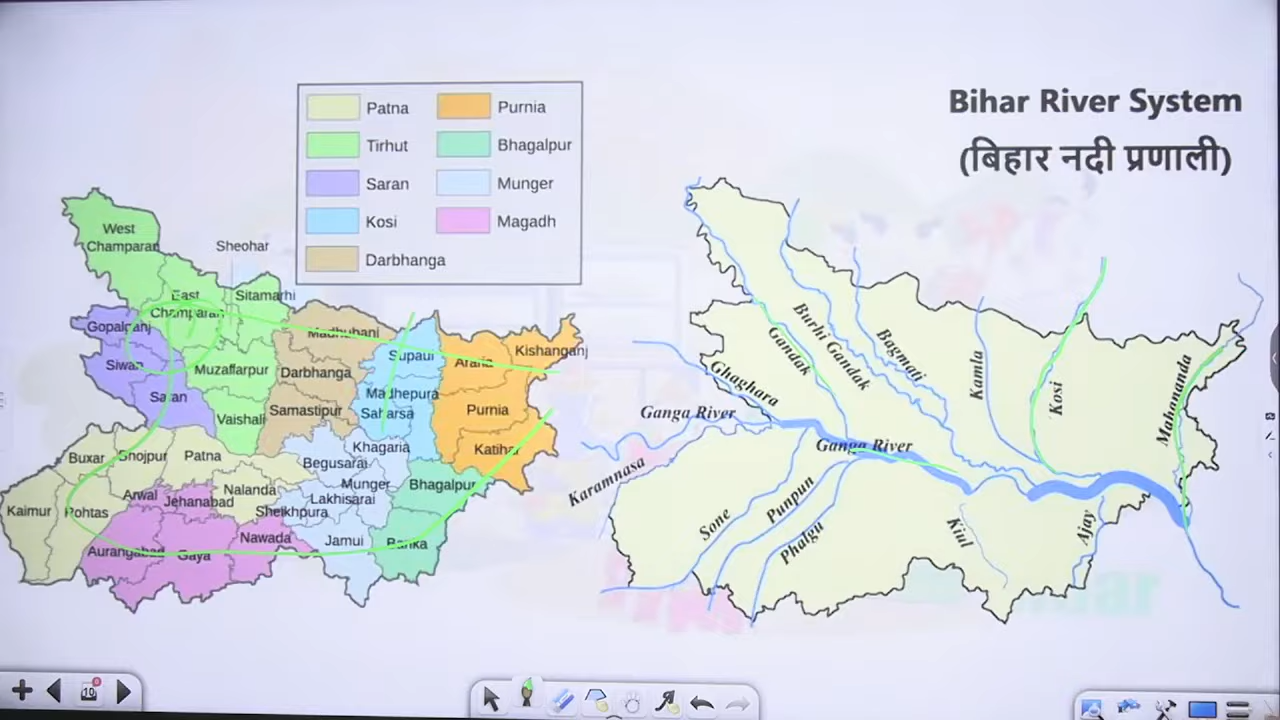 Bihar River System
(बिहार नदी प्रणाली)
Patna
Purnia
Tirhut
Bhagalpur
Saran
Munger
Kosi
Magadh
Darbhanga
West
Champaran
Sheohar
East
Champaran
Sitamarhi
Gopalganj
Siwan
Saran
Muzaffarpur
Vaishali
Madhubani
Darbhanga
Samastipur
Supaul
Madhepura
Saharsa
Araria
Kishanganj
Purnia
Katihar
Buxar
Bhojpur
Patna
Khagaria
Begusarai
Munger
Bhagalpur
Kaimur
Rohtas
Arwal
Jehanabad
Nalanda
Lakhisarai
Sheikhpura
Aurangabad
Gaya
Nawada
Jamui
Banka
Gandak
Burhi Gandak
Bagmati
Kamla
Kosi
Mahananda
Ghaghara
Ganga River
Ganga River
Karamnasa
Sone
Punpun
Phalgu
Kiul
Ajay
10